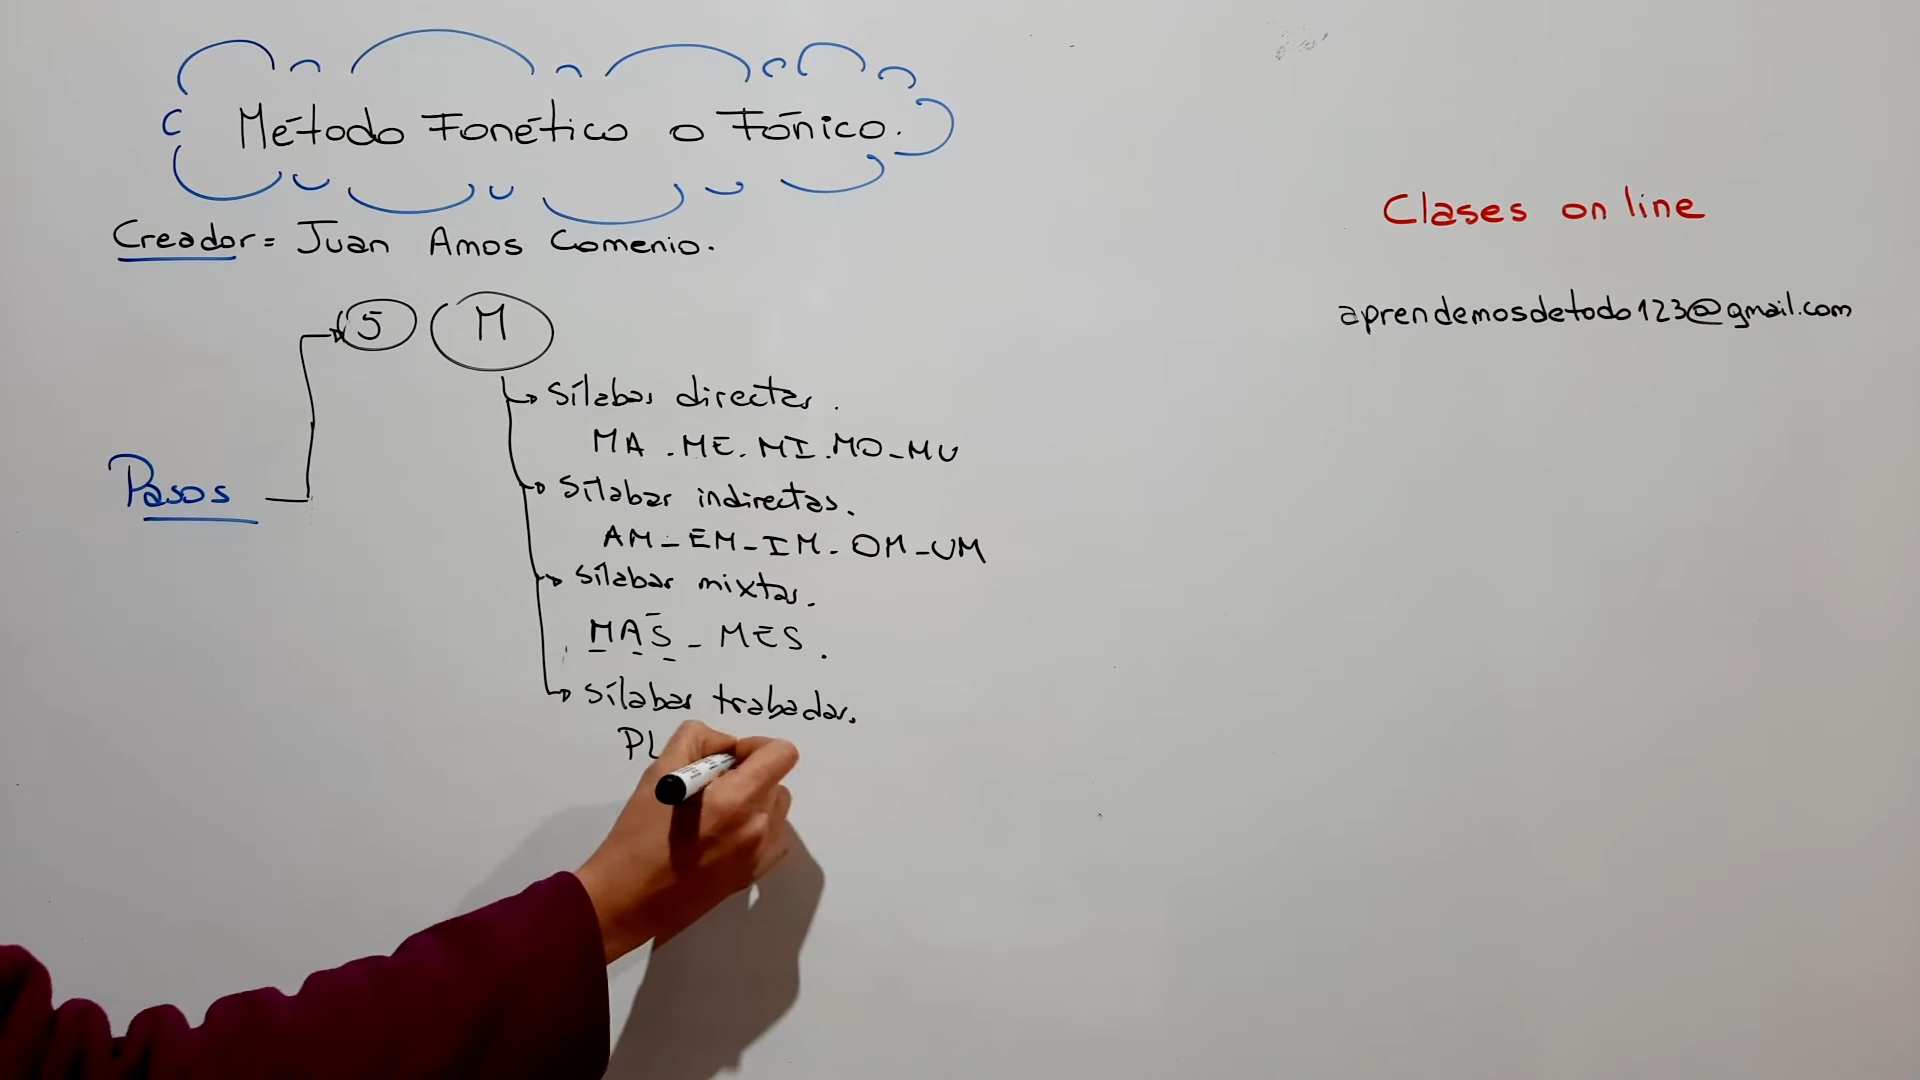 Método Fonético o Fónico.
Creador = Juan Amos Comenio.
5 M
Sílabas directas.
MA - ME - MI - MO - MU
Sílabas indirectas.
AM - EM - IM - OM - UM
Sílabas mixtas.
MAS - MES.
Sílabas trabadas.
PL
Pasos
Clases on line
aprendemosdetodo123@gmail.com